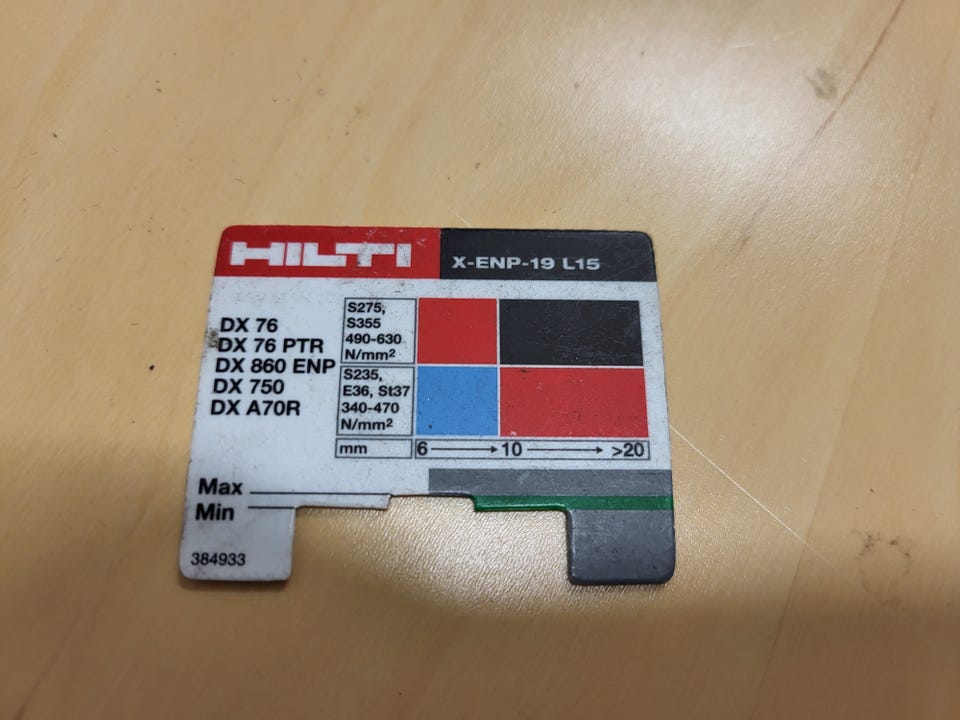 HILTI
X-ENP-19 L15
DX 76
DX 76 PTR
DX 860 ENP
DX 750
DX A70R
S275,
S355
490-630
N/mm²
S235,
E36, St37
340-470
N/mm²
mm
6 → 10 → >20
Max
Min
384933